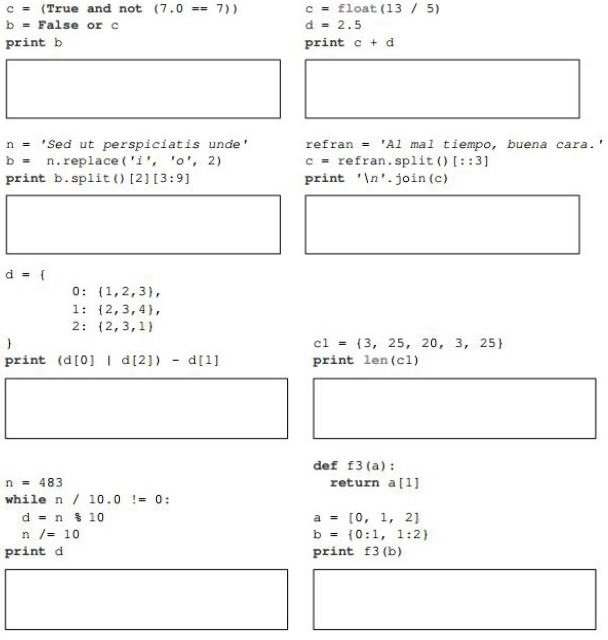 c = (True and not (7.0 == 7))
b = False or c
print b
c = float(13 / 5)
d = 2.5
print c + d
n = 'Sed ut perspiciatis unde'
b =  n.replace('i', 'o', 2)
print b.split()[2][3:9]
refran = 'Al mal tiempo, buena cara.'
c = refran.split()[::3]
print '\n'.join(c)
d = {
0: {1,2,3},
1: {2,3,4},
2: {2,3,1}
}
print (d[0] | d[2]) - d[1]
c1 = {3, 25, 20, 3, 25}
print len(c1)
n = 483
while n / 10.0 != 0:
d = n % 10
n /= 10
print d
def f3(a):
return a[1]
a = [0, 1, 2]
b = {0:1, 1:2}
print f3(b)